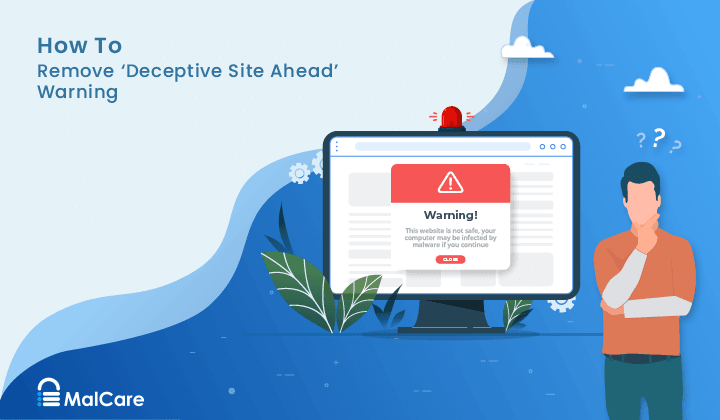 How To
Remove ‘Deceptive Site Ahead’
Warning
? ? ?
Warning!
This website is not safe, your
computer may be infected by
malware if you continue
CLOSE
MalCare